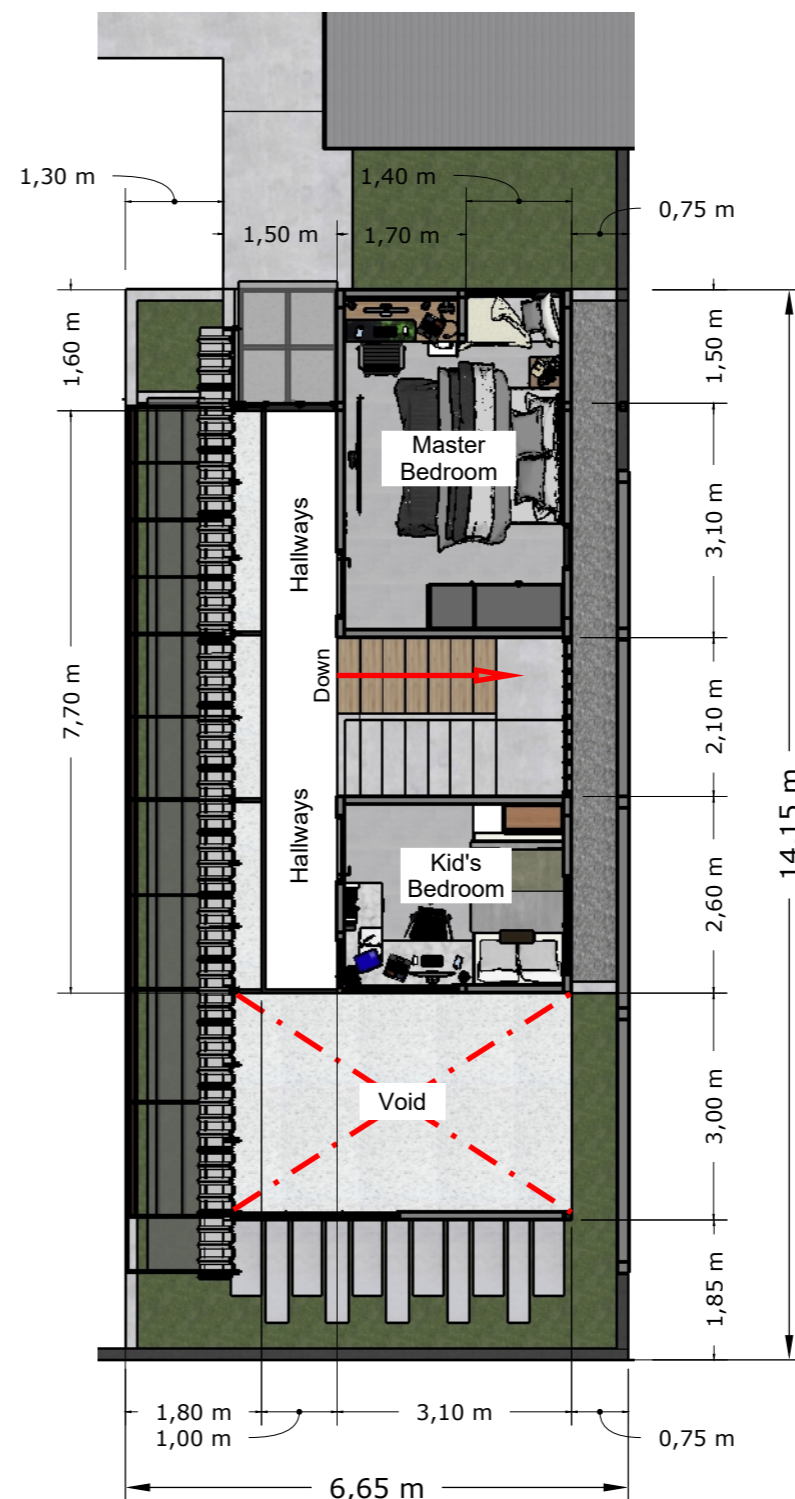 1,30 m
1,40 m
0,75 m
1,50 m
1,70 m
1,60 m
1,50 m
Master
Bedroom
3,10 m
Hallways
Down
7,70 m
2,10 m
14,15 m
Hallways
Kid's
Bedroom
2,60 m
Void
3,00 m
1,85 m
1,80 m
3,10 m
1,00 m
0,75 m
6,65 m